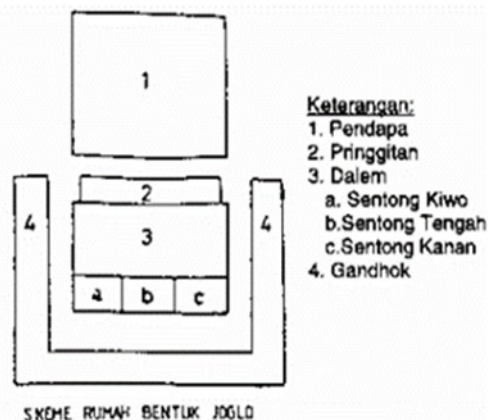 1
2
3
4
4
a
b
c
Keterangan:
1. Pendapa
2. Pringgitan
3. Dalem
a. Sentong Kiwo
b.Sentong Tengah
c.Sentong Kanan
4. Gandhok
SKEME RUMAH BENTUK JOGLO